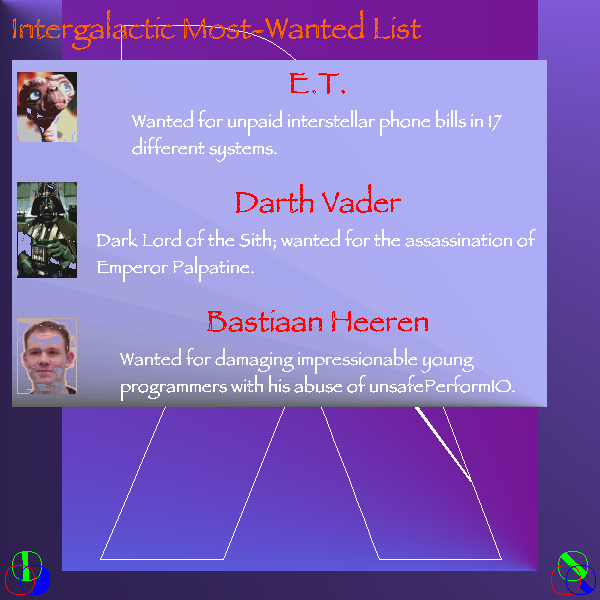 Intergalactic Most-Wanted List
E.T.
Wanted for unpaid interstellar phone bills in 17
different systems.
Darth Vader
Dark Lord of the Sith; wanted for the assassination of
Emperor Palpatine.
Bastiaan Heeren
Wanted for damaging impressionable young
programmers with his abuse of unsafePerformIO.